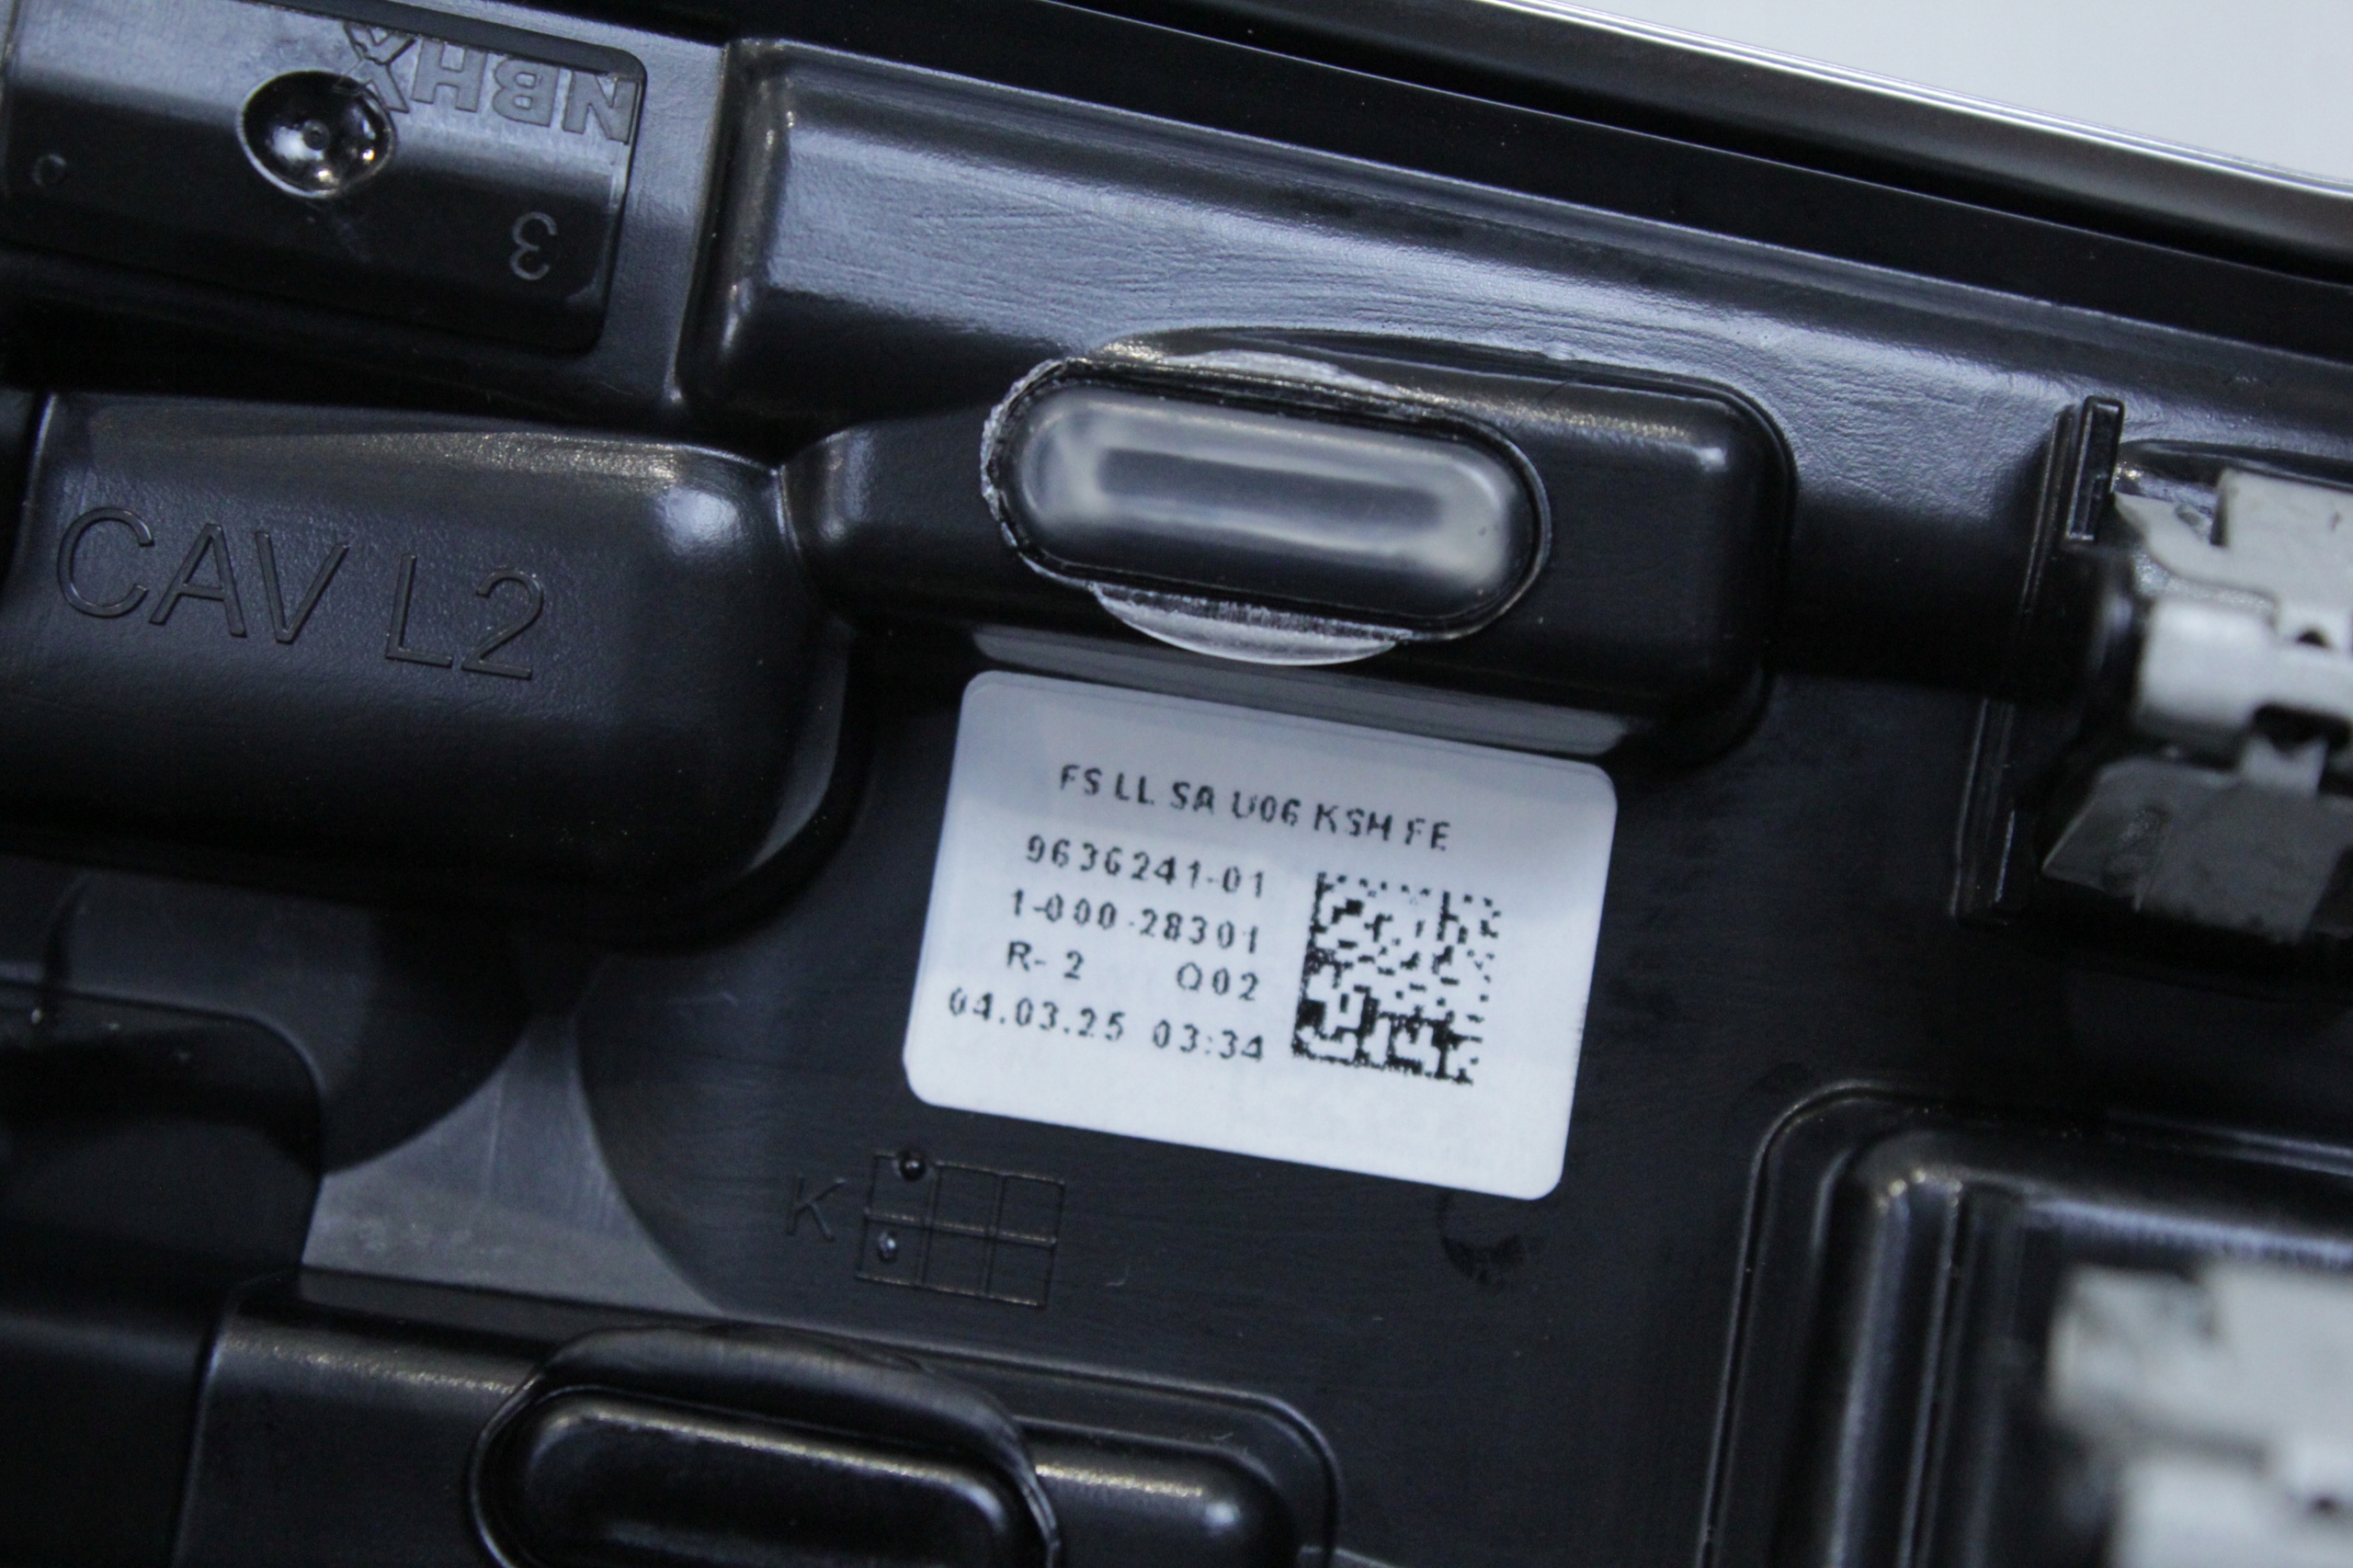 NBHX
3
CAV L2
FS LL SA U06 KSH FE
9636241-01
1-000-28301
R- 2 Q02
04.03.25 03:34
K